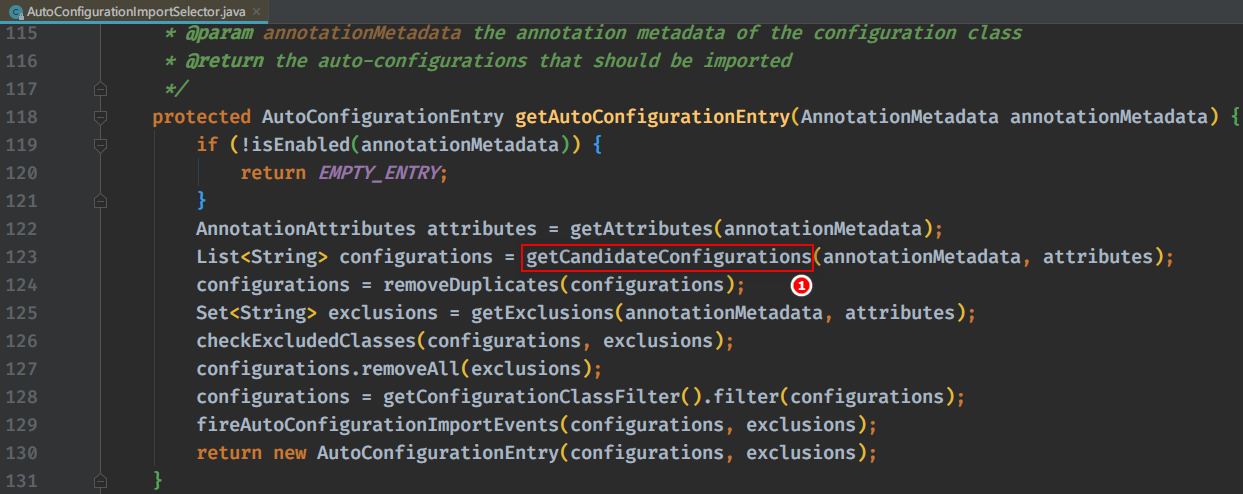 AutoConfigurationImportSelector.java ×
115 * @param annotationMetadata the annotation metadata of the configuration class
116 * @return the auto-configurations that should be imported
117 */
118 protected AutoConfigurationEntry getAutoConfigurationEntry(AnnotationMetadata annotationMetadata) {
119 if (!isEnabled(annotationMetadata)) {
120 return EMPTY_ENTRY;
121 }
122 AnnotationAttributes attributes = getAttributes(annotationMetadata);
123 List<String> configurations = getCandidateConfigurations(annotationMetadata, attributes);
124 configurations = removeDuplicates(configurations); 1
125 Set<String> exclusions = getExclusions(annotationMetadata, attributes);
126 checkExcludedClasses(configurations, exclusions);
127 configurations.removeAll(exclusions);
128 configurations = getConfigurationClassFilter().filter(configurations);
129 fireAutoConfigurationImportEvents(configurations, exclusions);
130 return new AutoConfigurationEntry(configurations, exclusions);
131 }